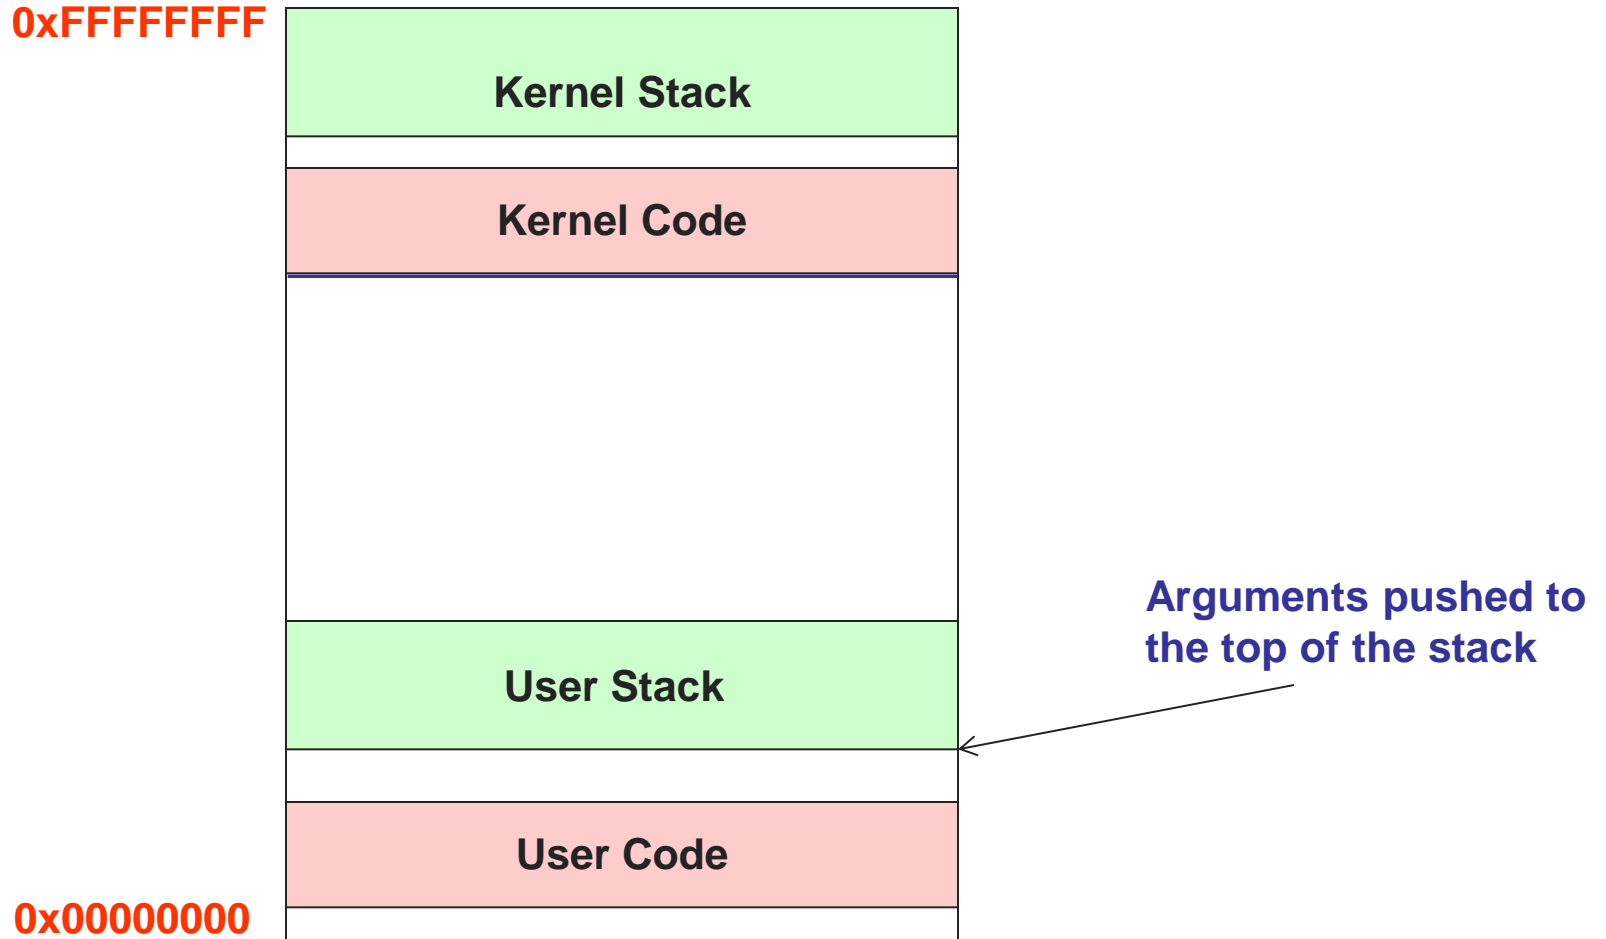 0xFFFFFFFF
Kernel Stack
Kernel Code
Arguments pushed to
the top of the stack
User Stack
User Code
0x00000000